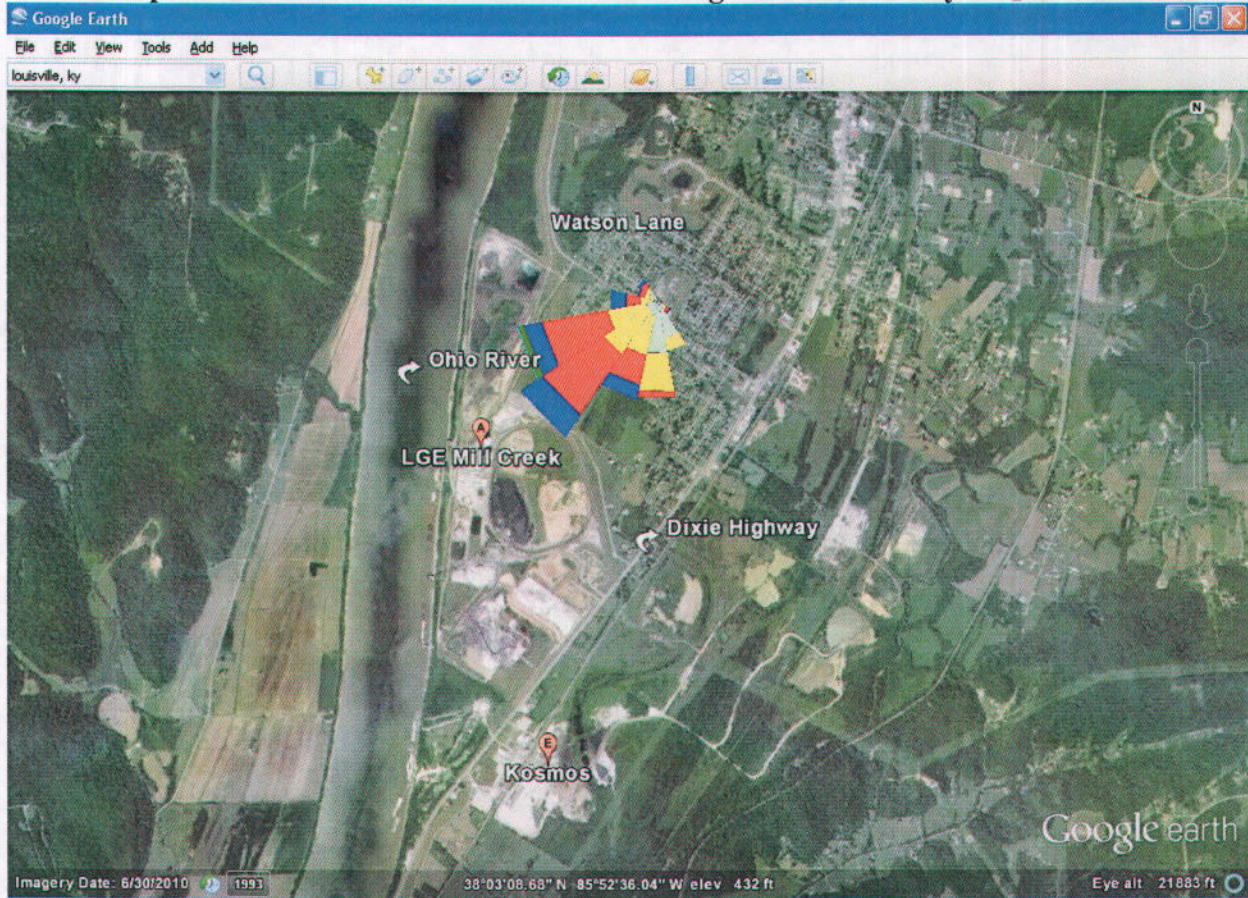 Google Earth
File Edit View Tools Add Help
louisville, ky
N
Watson Lane
Ohio River
A
LGE Mill Creek
Dixie Highway
E
Kosmos
Google earth
Imagery Date: 6/30/2010 1993 38°03'08.68" N 85°52'36.04" W elev 432 ft Eye alt 21883 ft